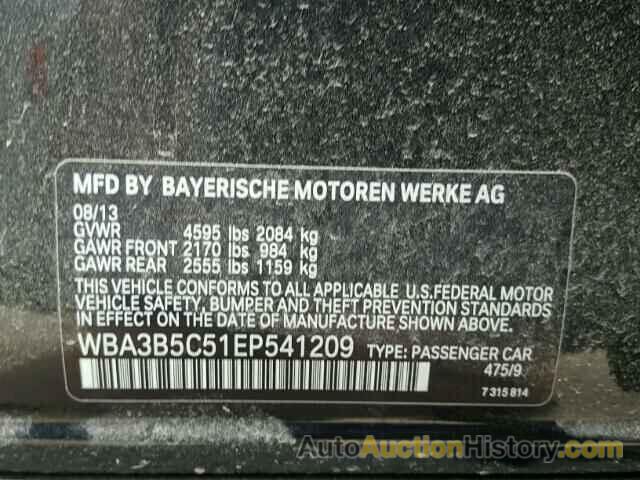 MFD BY BAYERISCHE MOTOREN WERKE AG
08/13
GVWR 4595 lbs 2084 kg
GAWR FRONT 2170 lbs 984 kg
GAWR REAR 2555 lbs 1159 kg
THIS VEHICLE CONFORMS TO ALL APPLICABLE U.S.FEDERAL MOTOR
VEHICLE SAFETY, BUMPER AND THEFT PREVENTION STANDARDS
IN EFFECT ON THE DATE OF MANUFACTURE SHOWN ABOVE.
WBA3B5C51EP541209 TYPE: PASSENGER CAR
475/9
7 315 814
AutoAuctionHistory.com